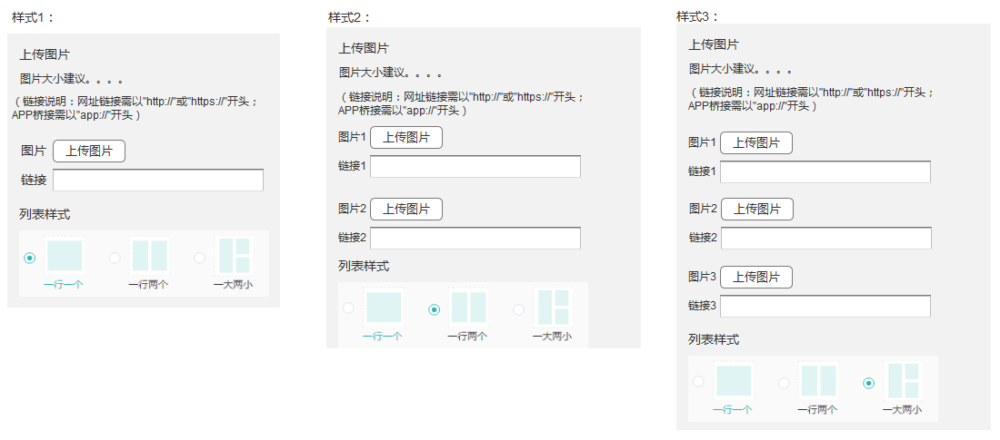 样式1：
上传图片
图片大小建议。。。。
（链接说明：网址链接需以"http://"或"https://"开头；
APP桥接需以"app://"开头）
图片 上传图片
链接
列表样式
一行一个 一行两个 一大两小
样式2：
上传图片
图片大小建议。。。。
（链接说明：网址链接需以"http://"或"https://"开头；
APP桥接需以"app://"开头）
图片1 上传图片
链接1
图片2 上传图片
链接2
列表样式
一行一个 一行两个 一大两小
样式3：
上传图片
图片大小建议。。。。
（链接说明：网址链接需以"http://"或"https://"开头；
APP桥接需以"app://"开头）
图片1 上传图片
链接1
图片2 上传图片
链接2
图片3 上传图片
链接3
列表样式
一行一个 一行两个 一大两小